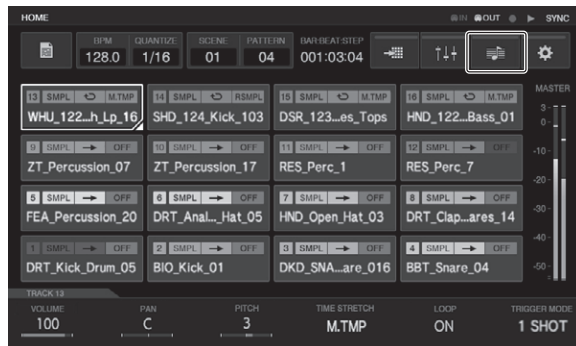 HOME IN OUT SYNC
BPM QUANTIZE SCENE PATTERN BAR:BEAT:STEP
128.0 1/16 01 04 001:03:04
13 SMPL M.TMP 14 SMPL RSMPL 15 SMPL M.TMP 16 SMPL M.TMP MASTER
WHU_122...h_Lp_16 SHD_124_Kick_103 DSR_123...es_Tops HND_122...Bass_01
3
0
9 SMPL OFF 10 SMPL OFF 11 SMPL OFF 12 SMPL OFF
-10
ZT_Percussion_07 ZT_Percussion_17 RES_Perc_1 RES_Perc_7
-20
5 SMPL OFF 6 SMPL OFF 7 SMPL OFF 8 SMPL OFF
FEA_Percussion_20 DRT_Anal..._Hat_05 HND_Open_Hat_03 DRT_Clap...ares_14
-30
-40
1 SMPL OFF 2 SMPL OFF 3 SMPL OFF 4 SMPL OFF
DRT_Kick_Drum_05 BIO_Kick_01 DKD_SNA...are_016 BBT_Snare_04
-50
TRACK 13
VOLUME PAN PITCH TIME STRETCH LOOP TRIGGER MODE
100 C 3 M.TMP ON 1 SHOT